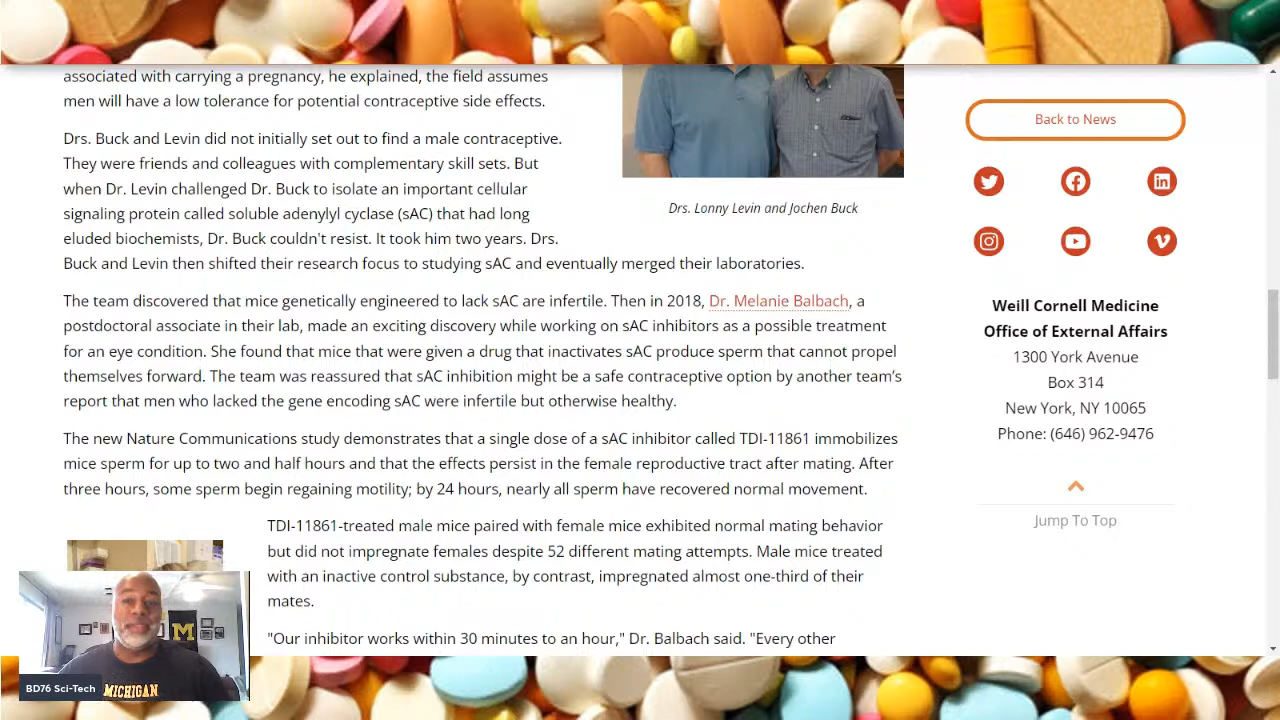 associated with carrying a pregnancy, he explained, the field assumes
men will have a low tolerance for potential contraceptive side effects.
Drs. Buck and Levin did not initially set out to find a male contraceptive.
They were friends and colleagues with complementary skill sets. But
when Dr. Levin challenged Dr. Buck to isolate an important cellular
signaling protein called soluble adenylyl cyclase (sAC) that had long
eluded biochemists, Dr. Buck couldn't resist. It took him two years. Drs.
Buck and Levin then shifted their research focus to studying sAC and eventually merged their laboratories.
Drs. Lonny Levin and Jochen Buck
The team discovered that mice genetically engineered to lack sAC are infertile. Then in 2018, Dr. Melanie Balbach, a
postdoctoral associate in their lab, made an exciting discovery while working on sAC inhibitors as a possible treatment
for an eye condition. She found that mice that were given a drug that inactivates sAC produce sperm that cannot propel
themselves forward. The team was reassured that sAC inhibition might be a safe contraceptive option by another team’s
report that men who lacked the gene encoding sAC were infertile but otherwise healthy.
The new Nature Communications study demonstrates that a single dose of a sAC inhibitor called TDI-11861 immobilizes
mice sperm for up to two and half hours and that the effects persist in the female reproductive tract after mating. After
three hours, some sperm begin regaining motility; by 24 hours, nearly all sperm have recovered normal movement.
TDI-11861-treated male mice paired with female mice exhibited normal mating behavior
but did not impregnate females despite 52 different mating attempts. Male mice treated
with an inactive control substance, by contrast, impregnated almost one-third of their
mates.
"Our inhibitor works within 30 minutes to an hour," Dr. Balbach said. "Every other
Back to News
Weill Cornell Medicine
Office of External Affairs
1300 York Avenue
Box 314
New York, NY 10065
Phone: (646) 962-9476
Jump To Top
M
MICHIGAN
BD76 Sci-Tech